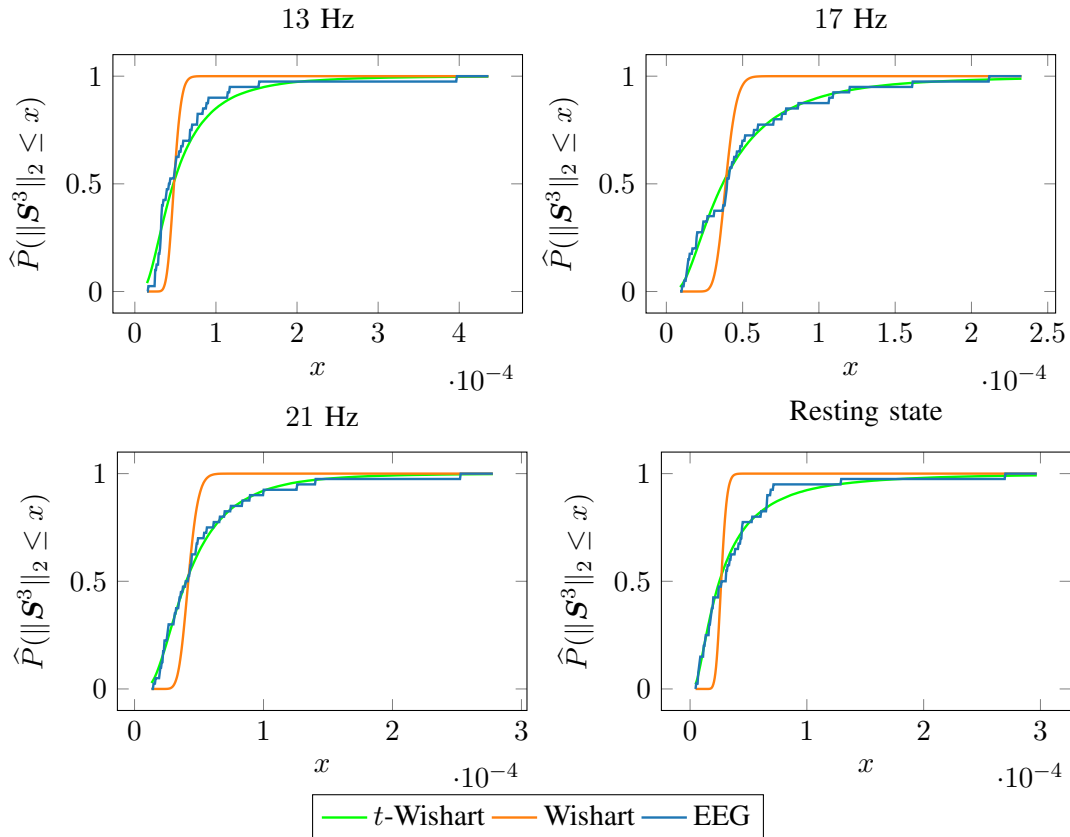 13 Hz
1
0.5
0
P̂(‖S³‖₂ ≤ x)
0 1 2 3 4
x
·10⁻⁴
17 Hz
1
0.5
0
P̂(‖S³‖₂ ≤ x)
0 0.5 1 1.5 2 2.5
x
·10⁻⁴
21 Hz
1
0.5
0
P̂(‖S³‖₂ ≤ x)
0 1 2 3
x
·10⁻⁴
Resting state
1
0.5
0
P̂(‖S³‖₂ ≤ x)
0 1 2 3
x
·10⁻⁴
t-Wishart Wishart EEG